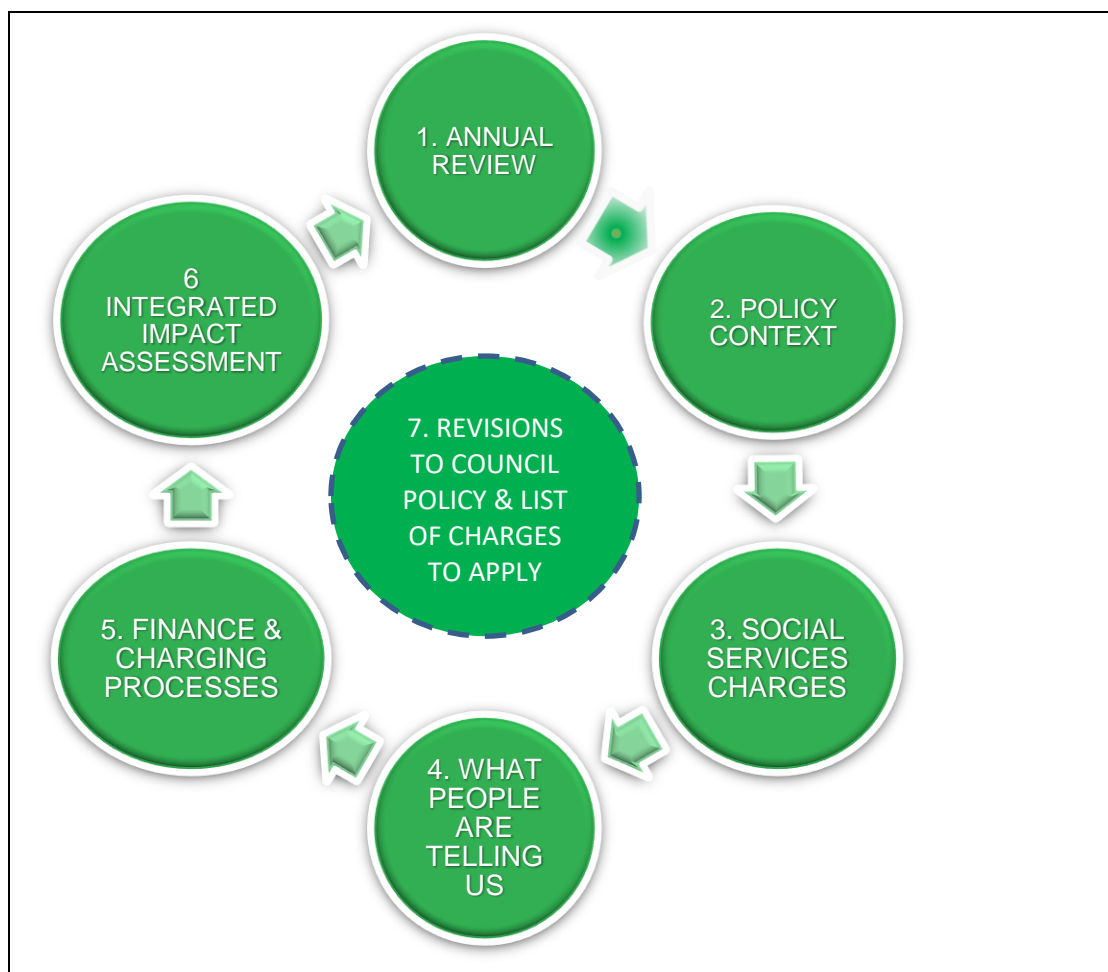 1. ANNUAL
REVIEW
2. POLICY
CONTEXT
3. SOCIAL
SERVICES
CHARGES
4. WHAT
PEOPLE
ARE
TELLING
US
5. FINANCE &
CHARGING
PROCESSES
6
INTEGRATED
IMPACT
ASSESSMENT
7. REVISIONS
TO COUNCIL
POLICY & LIST
OF CHARGES
TO APPLY